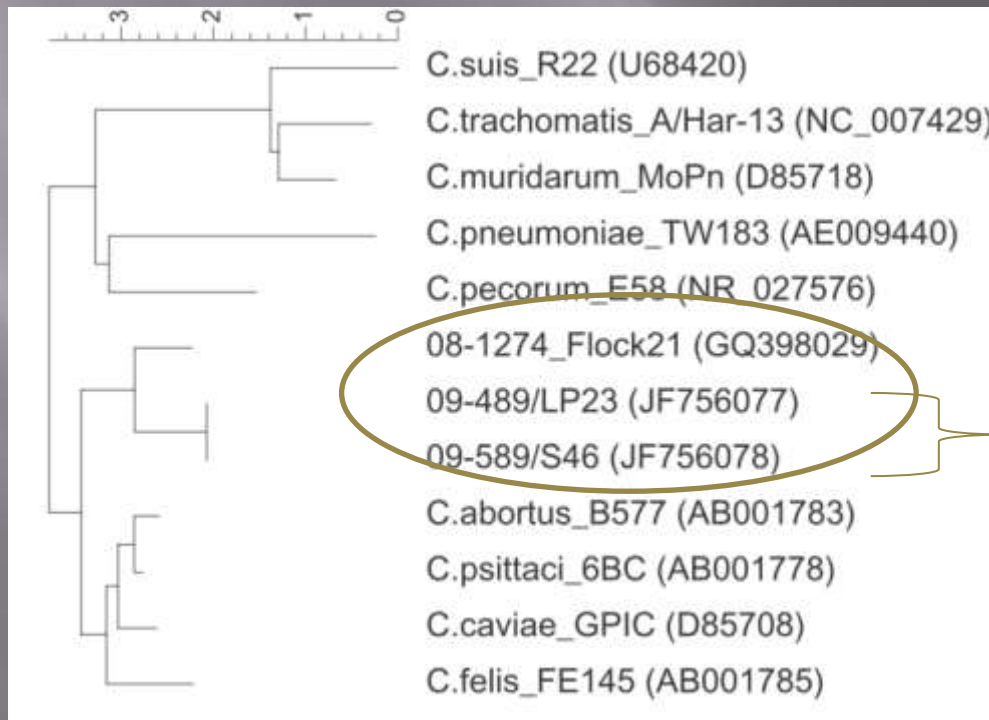 3 2 1 0
C.suis_R22 (U68420)
C.trachomatis_A/Har-13 (NC_007429)
C.muridarum_MoPn (D85718)
C.pneumoniae_TW183 (AE009440)
C.pecorum_E58 (NR_027576)
08-1274_Flock21 (GQ398029)
09-489/LP23 (JF756077)
09-589/S46 (JF756078)
C.abortus_B577 (AB001783)
C.psittaci_6BC (AB001778)
C.caviae_GPIC (D85708)
C.felis_FE145 (AB001785)